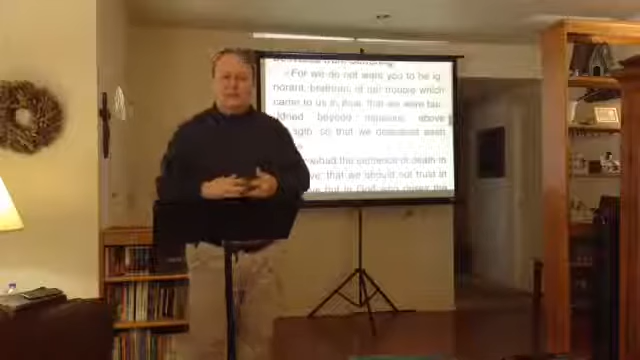 For we do not want you to be ig
norant, brethren, of our trouble which
came to us in Asia: that we were bur
dened beyond measure, above
so that we despaired even
the sentence of death in
that we should not trust in
but in God who raises the